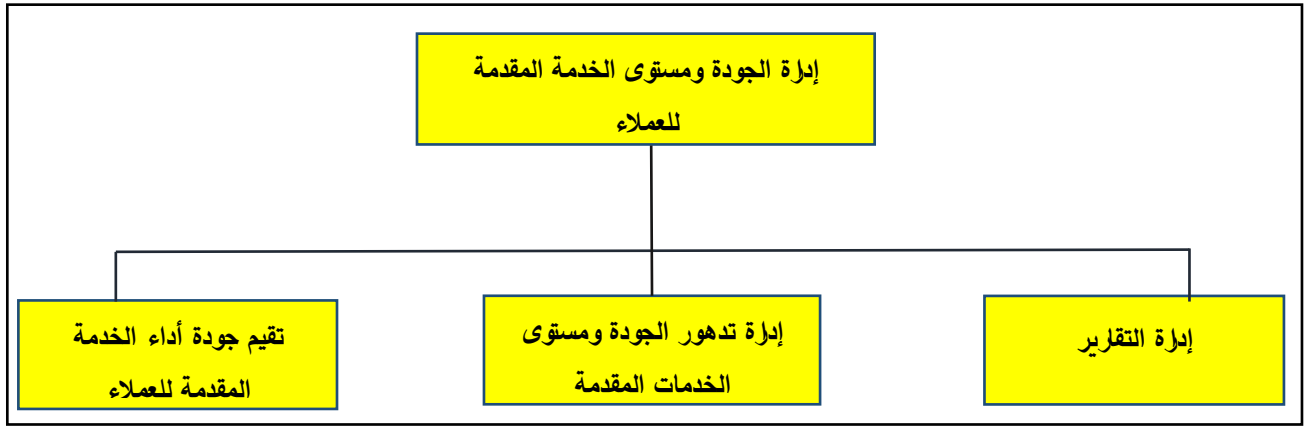 إدارة الجودة ومستوى الخدمة المقدمة
للعملاء
إدارة التقارير
إدارة تدهور الجودة ومستوى
الخدمات المقدمة
تقيم جودة أداء الخدمة
المقدمة للعملاء